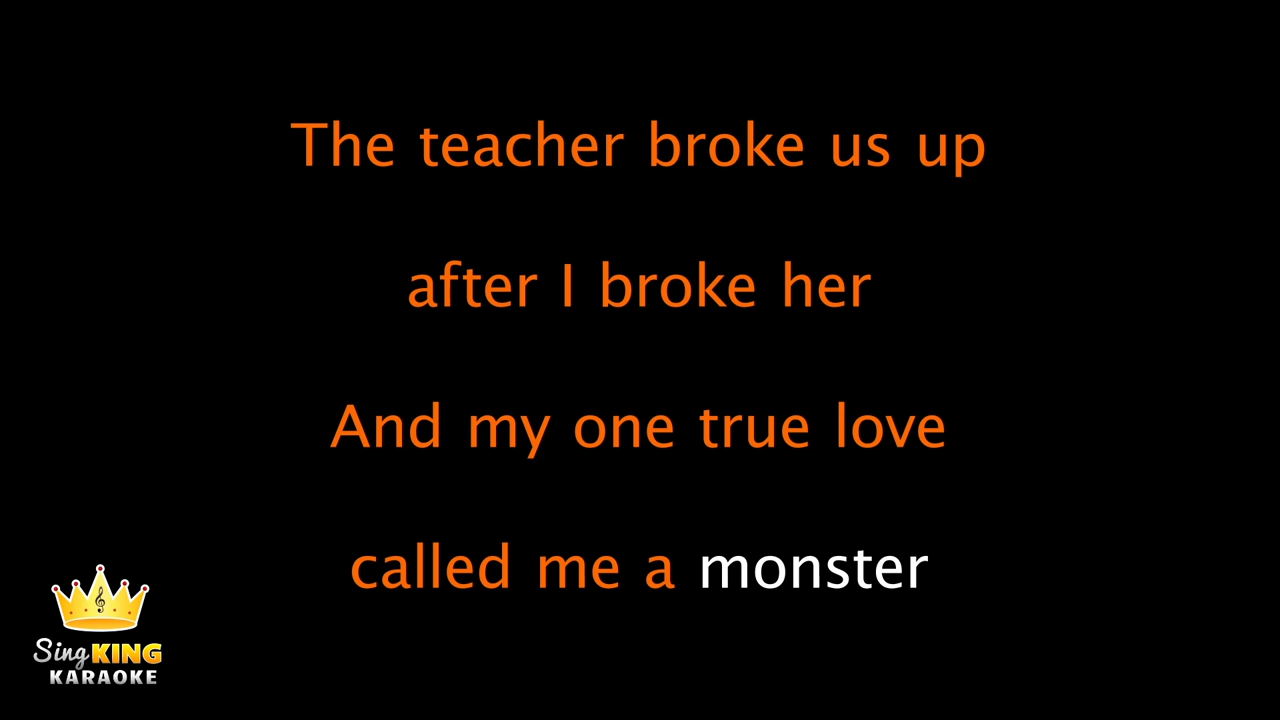 The teacher broke us up
after I broke her
And my one true love
called me a monster
Sing KING
KARAOKE